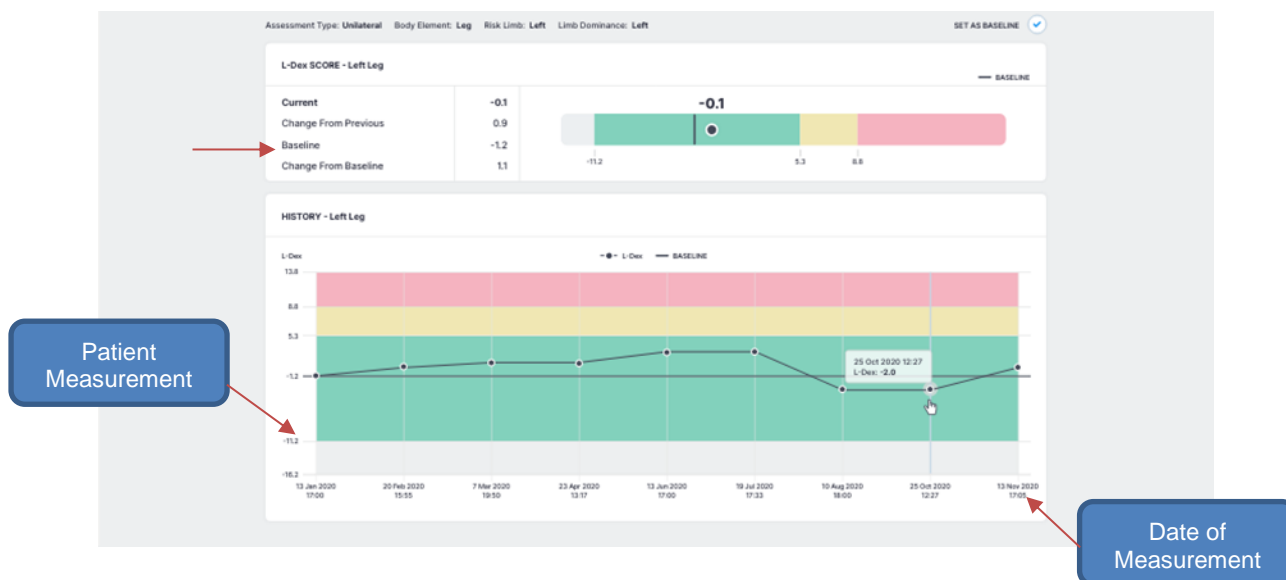 Assessment Type: Unilateral Body Element: Leg Risk Limb: Left Limb Dominance: Left SET AS BASELINE
L-Dex SCORE - Left Leg
BASELINE
Current -0.1
Change From Previous 0.9
Baseline -1.2
Change From Baseline 1.1
-0.1
-11.2 5.3 8.8
HISTORY - Left Leg
L-Dex
L-Dex BASELINE
13.8
8.8
5.3
-1.2
-11.2
-16.2
25 Oct 2020 12:27
L-Dex: -2.0
13 Jan 2020 20 Feb 2020 7 Mar 2020 23 Apr 2020 13 Jun 2020 19 Jul 2020 10 Aug 2020 25 Oct 2020 13 Nov 2020
17:00 15:55 19:50 13:17 17:00 17:33 18:00 12:27 17:05
Patient
Measurement
Date of
Measurement